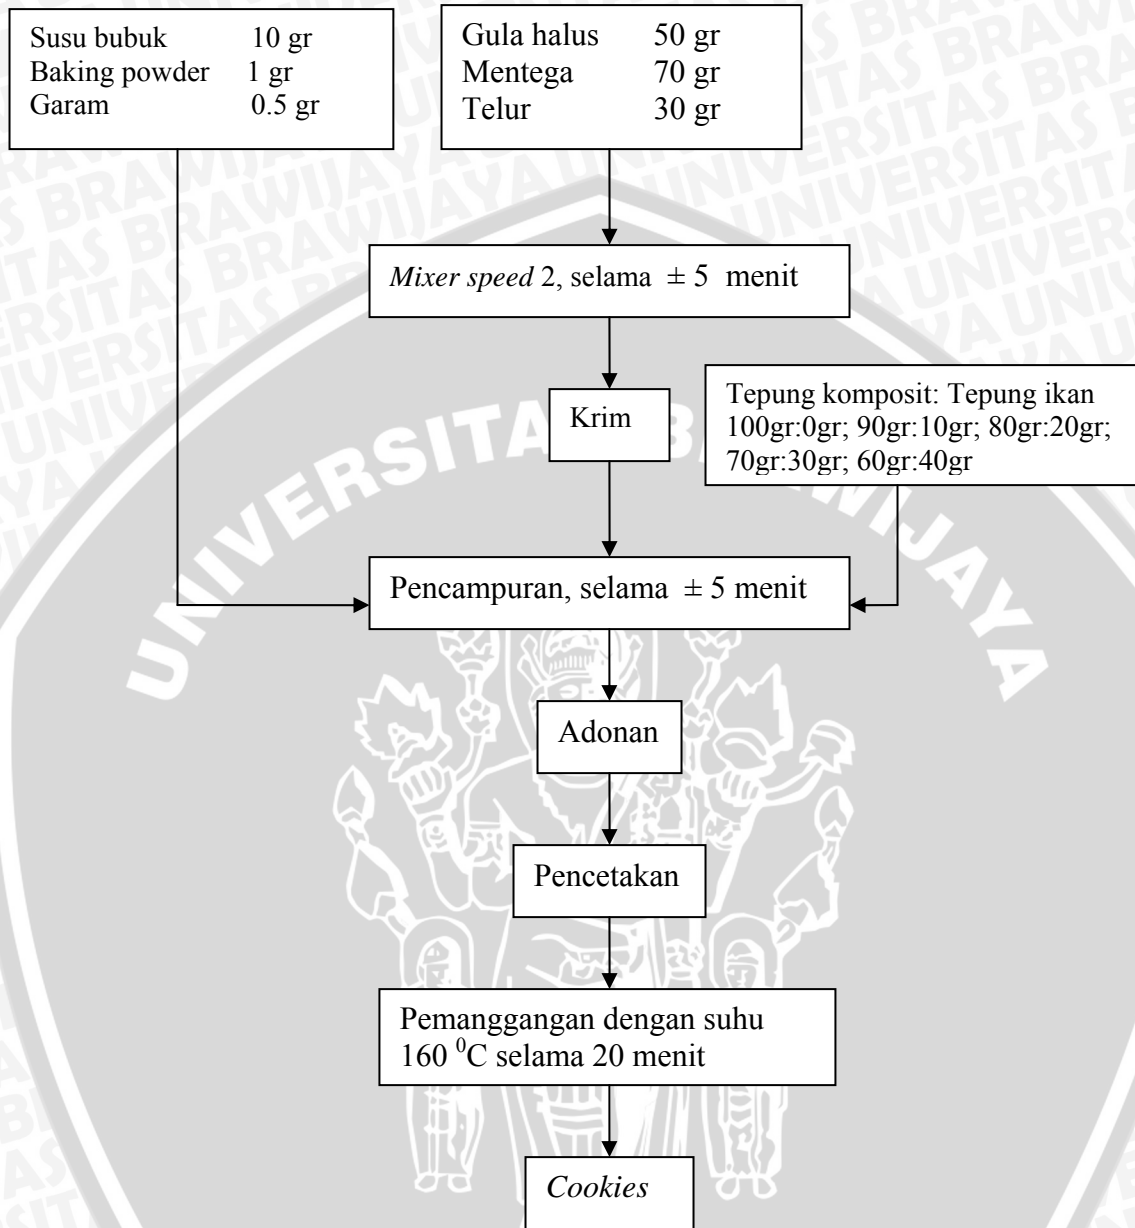 Susu bubuk 10 gr
Baking powder 1 gr
Garam 0.5 gr
Gula halus 50 gr
Mentega 70 gr
Telur 30 gr
Mixer speed 2, selama ± 5 menit
Krim
Tepung komposit: Tepung ikan
100gr:0gr; 90gr:10gr; 80gr:20gr;
70gr:30gr; 60gr:40gr
Pencampuran, selama ± 5 menit
Adonan
Pencetakan
Pemanggangan dengan suhu
160 ⁰C selama 20 menit
Cookies
UNIVERSITAS BRAWIJAYA